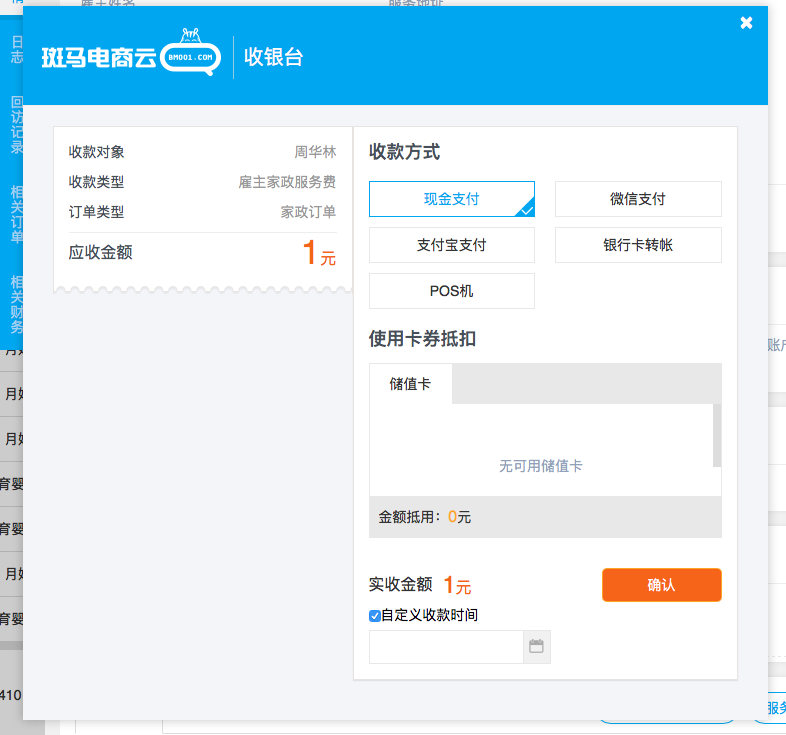 斑马电商云
BMOO1.COM
收银台
收款对象
周华林
收款类型
雇主家政服务费
订单类型
家政订单
应收金额
1元
收款方式
现金支付
微信支付
支付宝支付
银行卡转帐
POS机
使用卡券抵扣
储值卡
无可用储值卡
金额抵用：0元
实收金额 1元
确认
自定义收款时间
日志
回访记录
相关订单
相关财务
月
月
育婴
育婴
月
育婴
410
账户
服务